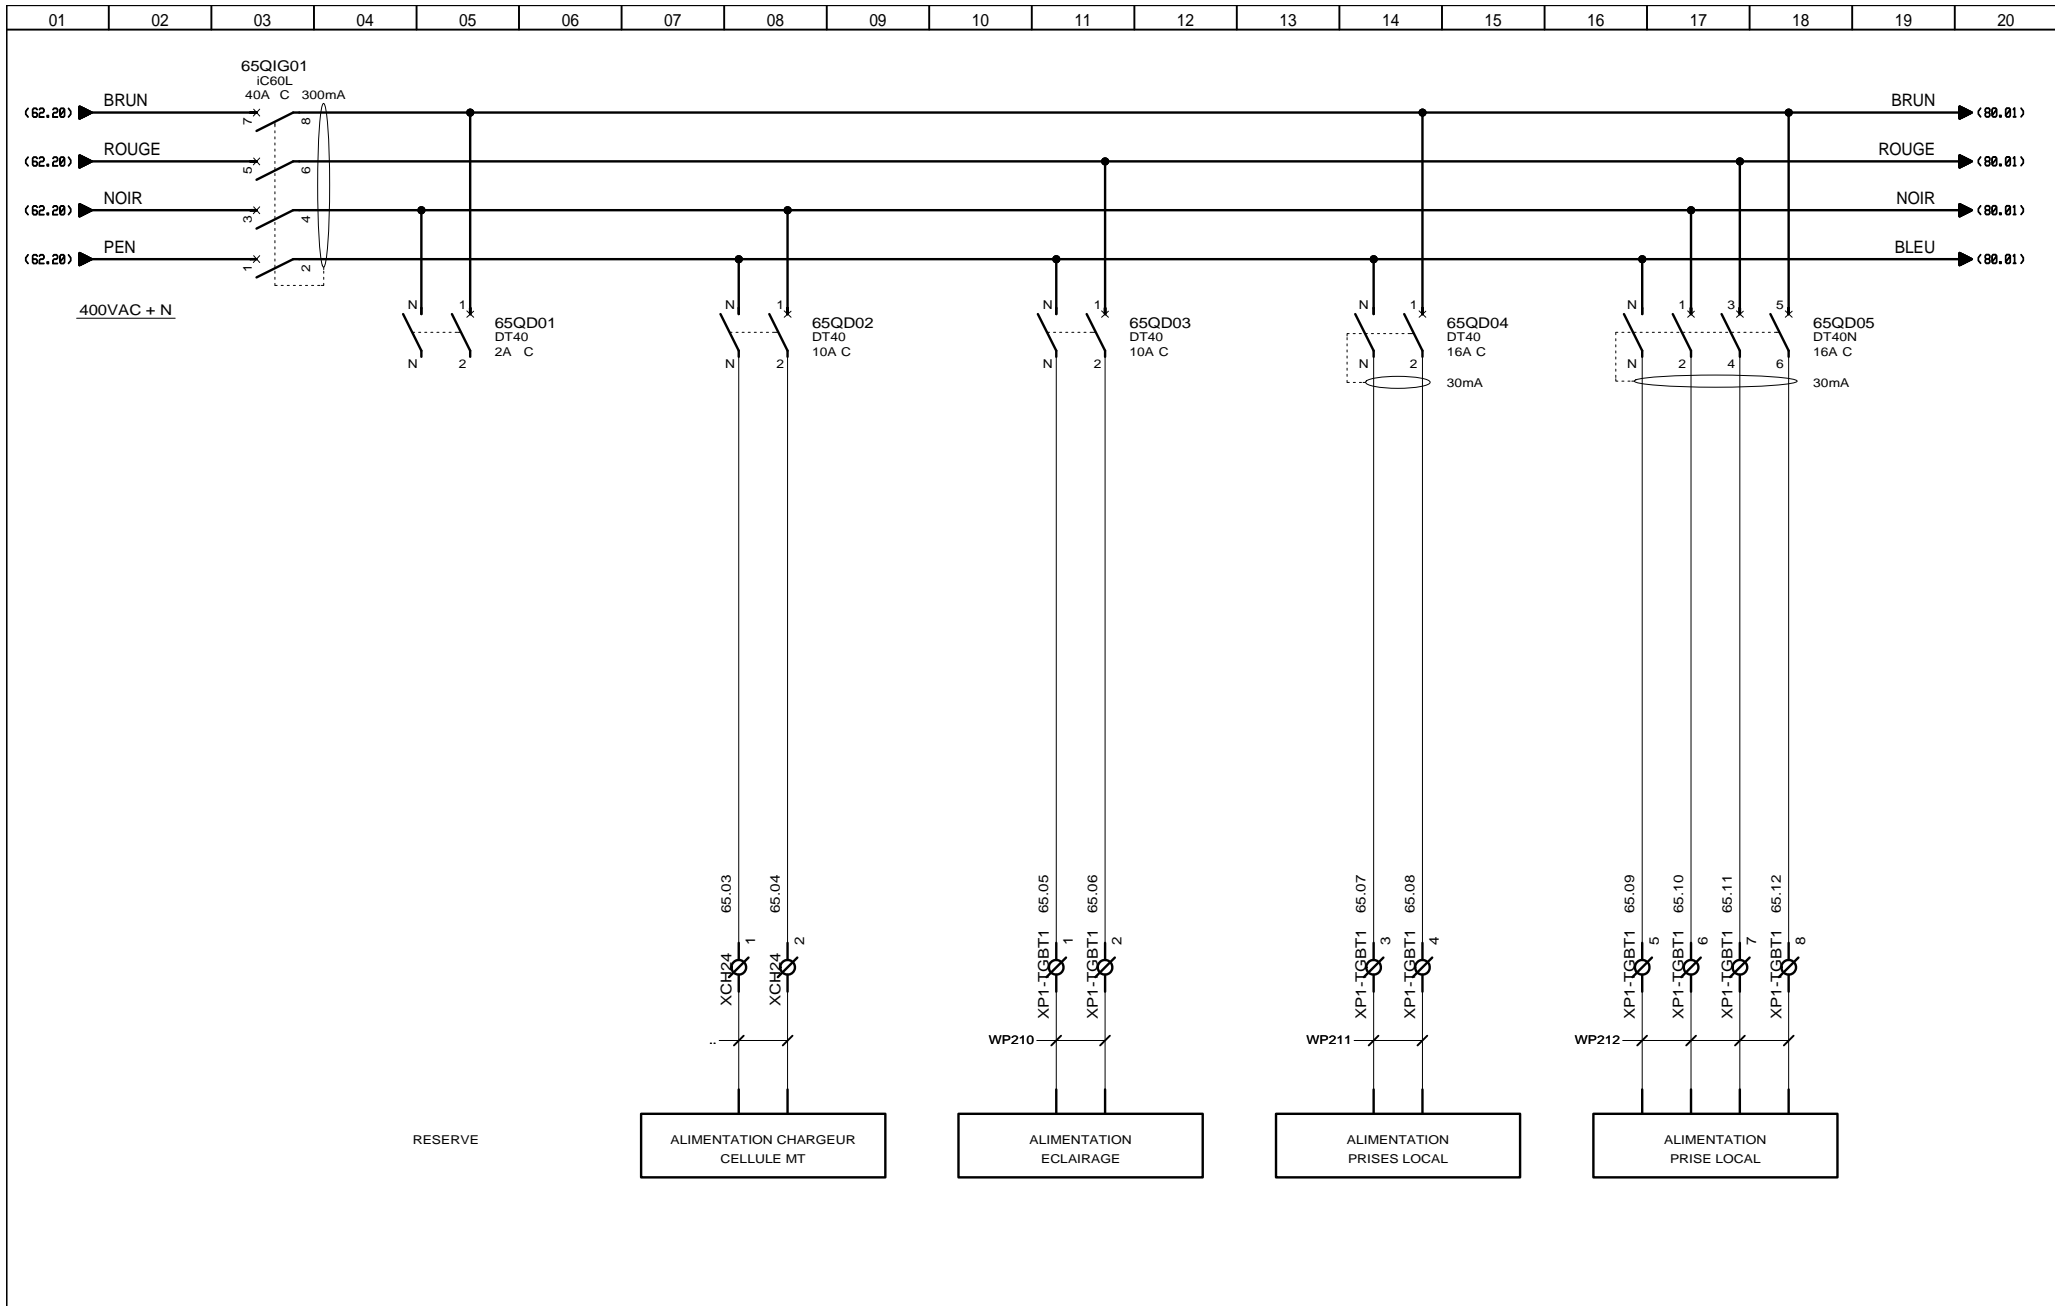 01 02 03 04 05 06 07 08 09 10 11 12 13 14 15 16 17 18 19 20
65QIG01
iC60L
40A C 300mA
(62.20) BRUN 7 8 BRUN (80.01)
(62.20) ROUGE 5 6 ROUGE (80.01)
(62.20) NOIR 3 4 NOIR (80.01)
(62.20) PEN 1 2 BLEU (80.01)
400VAC + N
N 1 N 1 N 1 N 1 N 1 3 5
65QD01 65QD02 65QD03 65QD04 65QD05
DT40 DT40 DT40 DT40 DT40N
2A C 10A C 10A C 16A C 16A C
N 2 N 2 N 2 N 2 N 2 4 6
30mA 30mA
65.03 65.04 65.05 65.06 65.07 65.08 65.09 65.10 65.11 65.12
1 2 1 2 3 4 5 6 7 8
XCH24 XCH24 XP1-TGBT1 XP1-TGBT1 XP1-TGBT1 XP1-TGBT1 XP1-TGBT1 XP1-TGBT1 XP1-TGBT1 XP1-TGBT1
.. WP210 WP211 WP212
RESERVE
ALIMENTATION CHARGEUR
CELLULE MT
ALIMENTATION
ECLAIRAGE
ALIMENTATION
PRISES LOCAL
ALIMENTATION
PRISE LOCAL